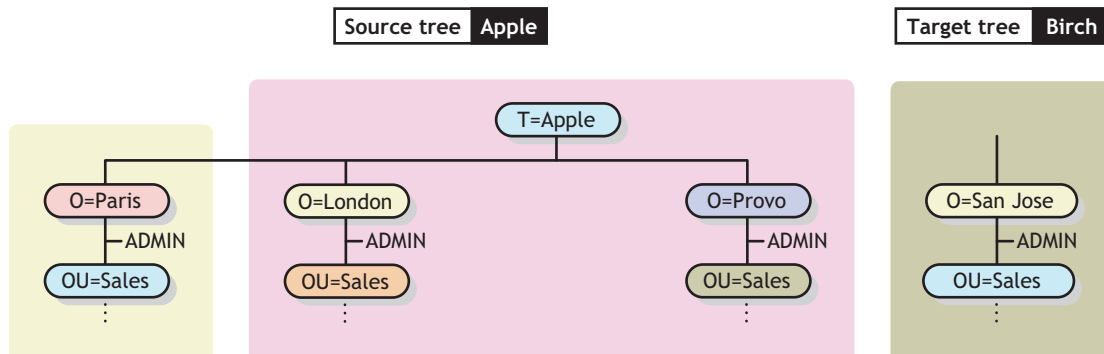 Source tree Apple
Target tree Birch
T=Apple
O=Paris
O=London
O=Provo
O=San Jose
ADMIN
ADMIN
ADMIN
ADMIN
OU=Sales
OU=Sales
OU=Sales
OU=Sales